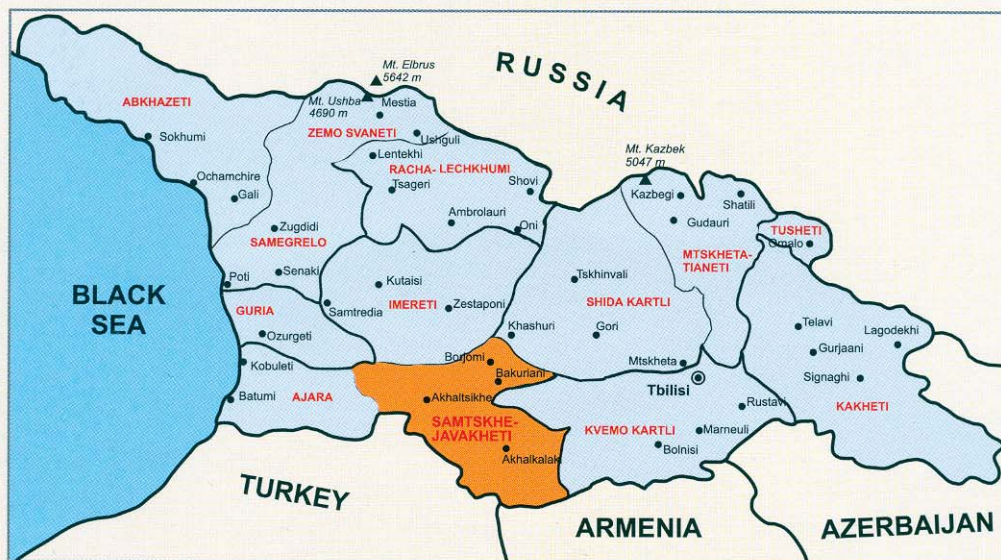 Mt. Elbrus
5642 m
RUSSIA
Mt. Ushba
4690 m
Mestia
ABKHAZETI
Sokhumi
ZEMO SVANETI
Ushguli
Lentekhi
RACHA- LECHKHUMI
Tsageri
Shovi
Mt. Kazbek
5047 m
Kazbegi
Shatili
Ochamchire
Gali
Ambrolauri
Oni
Gudauri
TUSHETI
Omalo
Zugdidi
SAMEGRELO
MTSKHETA-
TIANETI
Poti
Senaki
Kutaisi
Tskhinvali
BLACK
SEA
GURIA
Samtredia
IMERETI
Zestaponi
SHIDA KARTLI
Ozurgeti
Khashuri
Gori
Telavi
Lagodekhi
Gurjaani
Kobuleti
Borjomi
Bakuriani
Mtskheta
Tbilisi
Signaghi
Batumi
AJARA
Akhaltsikhe
Rustavi
KAKHETI
SAMTSKHE-
JAVAKHETI
KVEMO KARTLI
Marneuli
Bolnisi
Akhalkalaki
TURKEY
ARMENIA
AZERBAIJAN